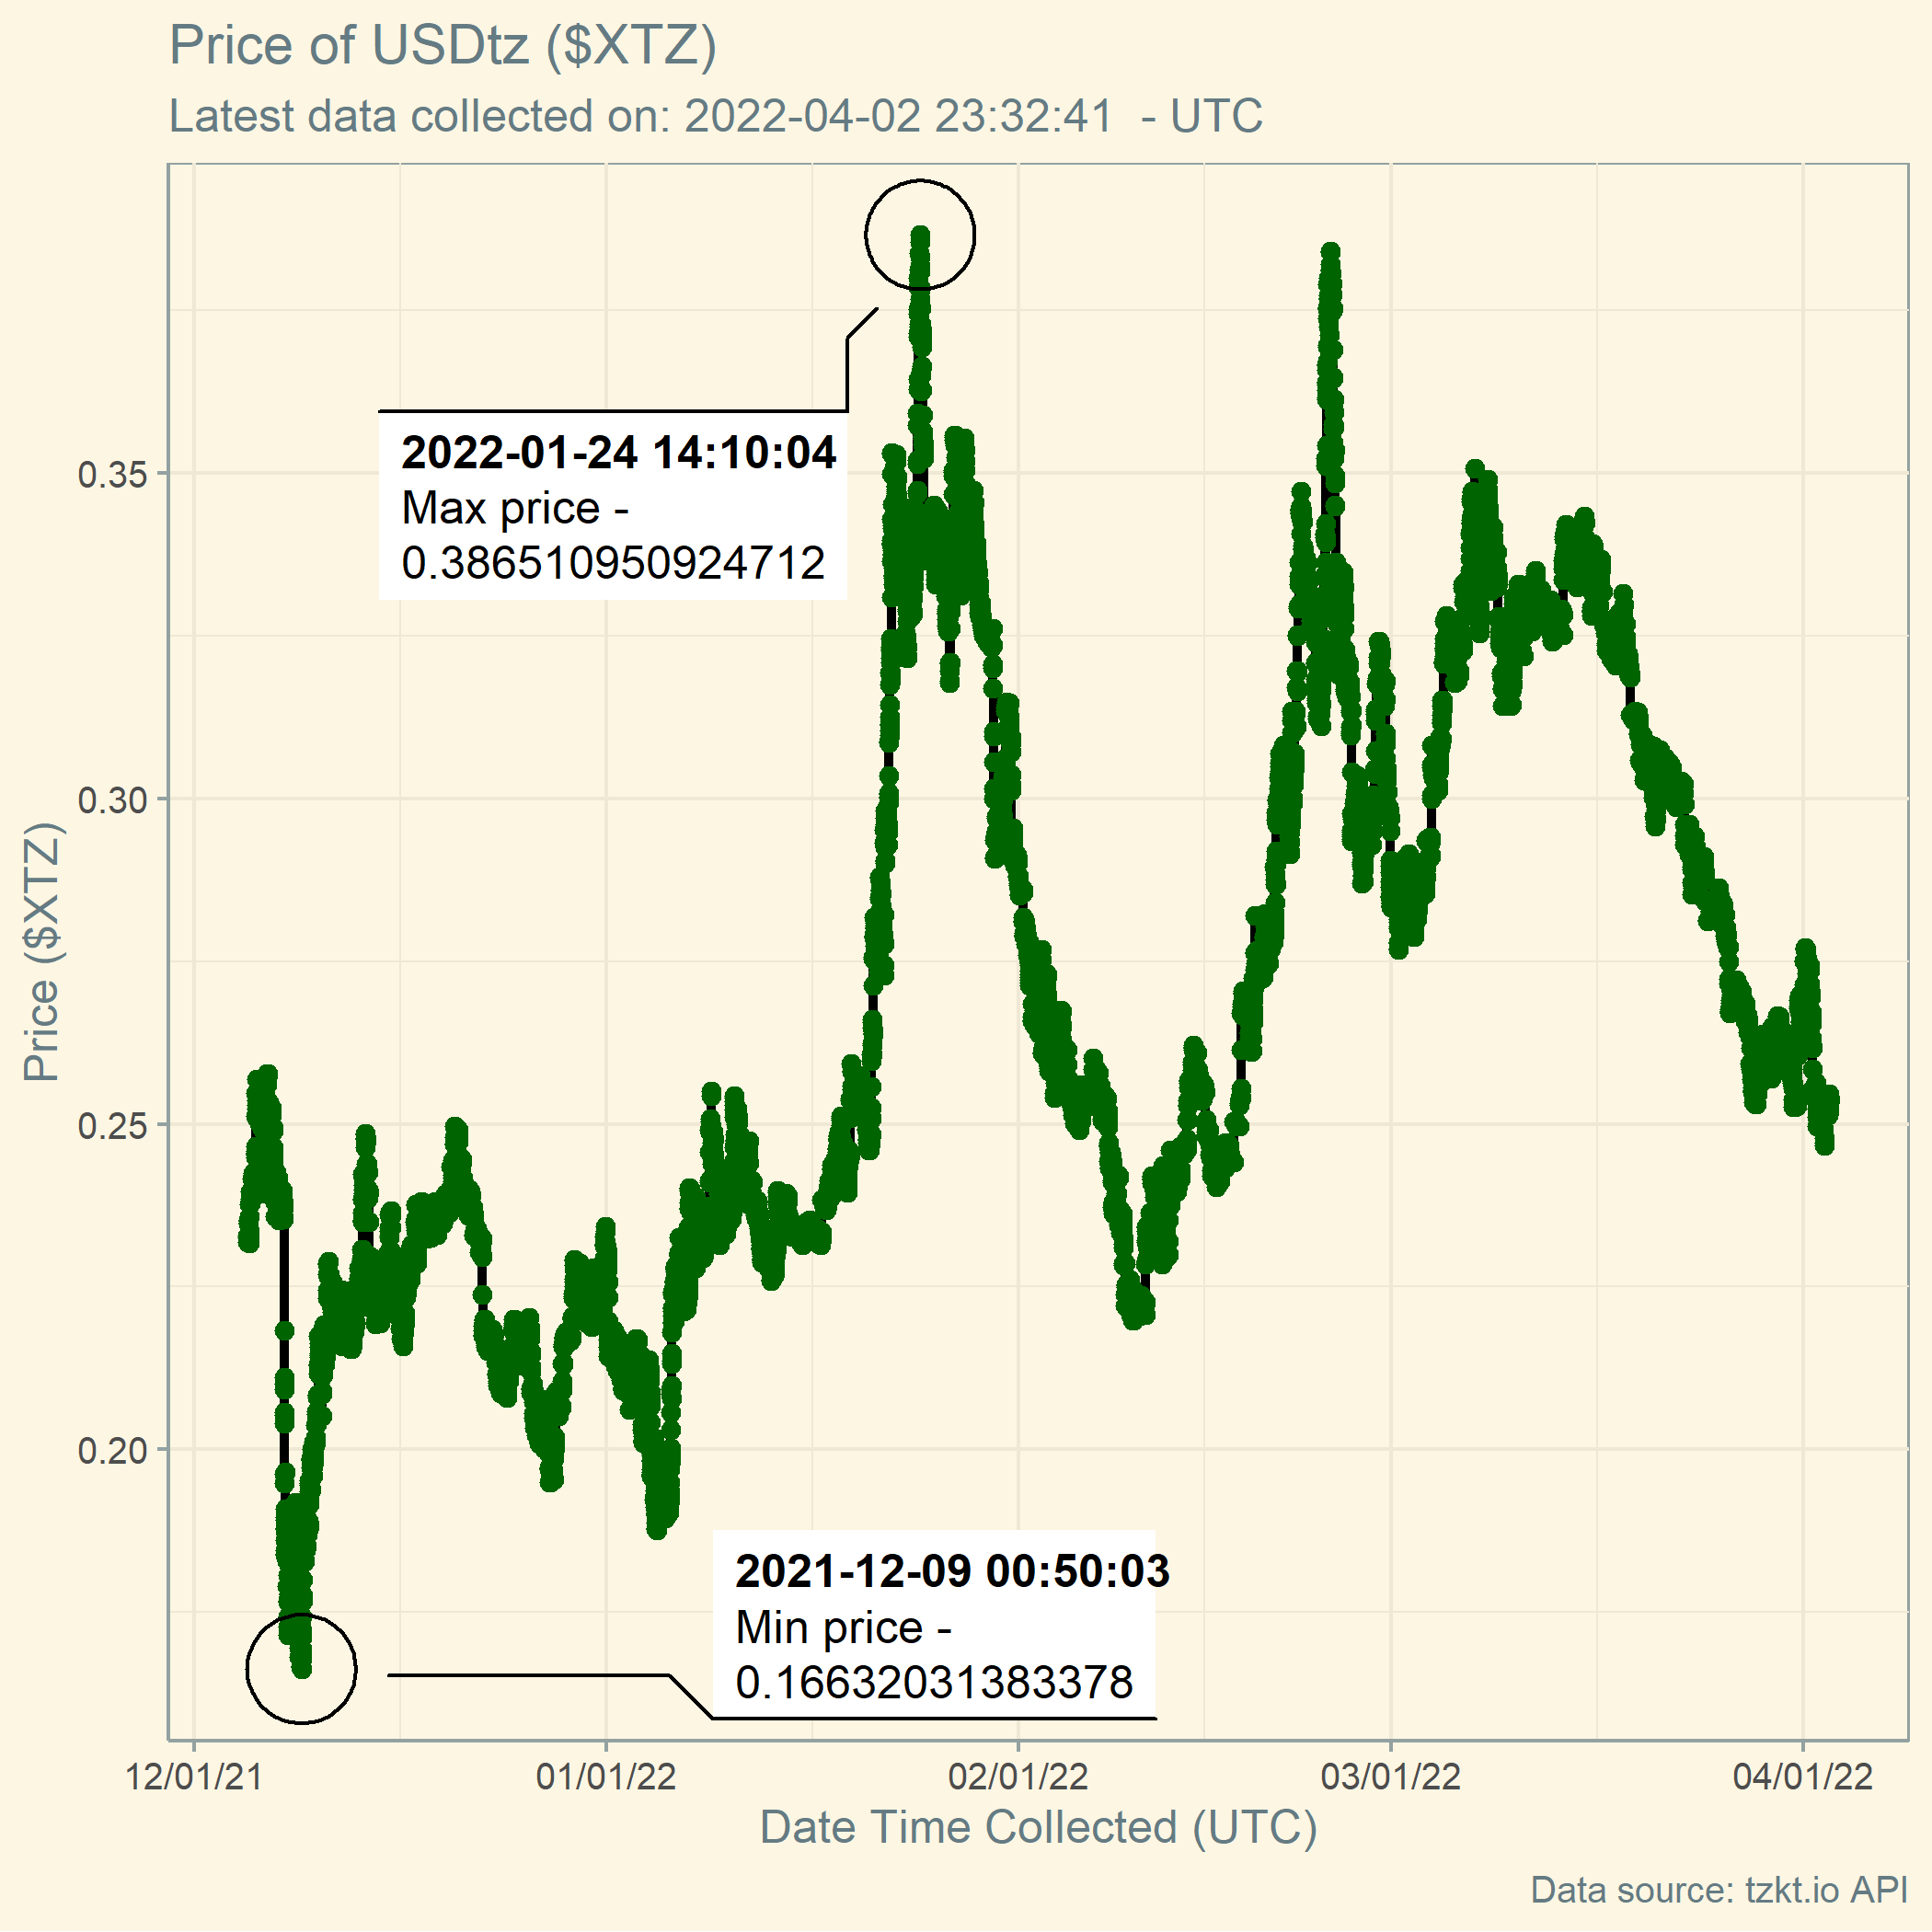 Price of USDtz ($XTZ)
Latest data collected on: 2022-04-02 23:32:41  - UTC
2022-01-24 14:10:04
Max price -
0.386510950924712
0.35
0.30
0.25
0.20
Price ($XTZ)
2021-12-09 00:50:03
Min price -
0.16632031383378
12/01/21
01/01/22
02/01/22
03/01/22
04/01/22
Date Time Collected (UTC)
Data source: tzkt.io API